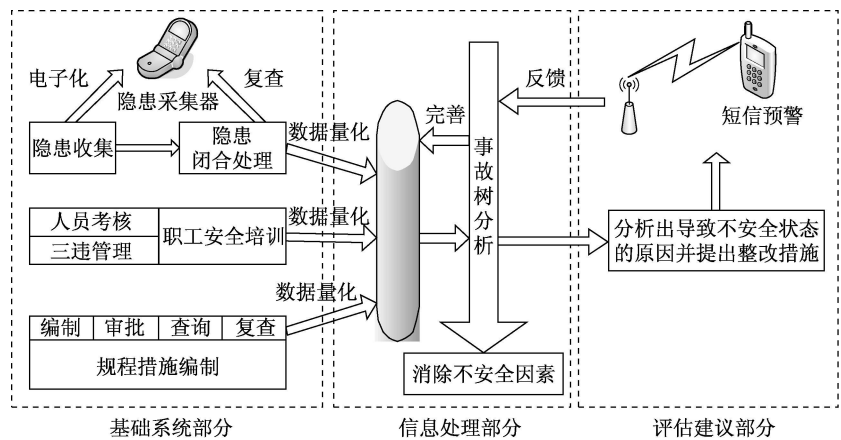 电子化
复查
隐患采集器
隐患收集
隐患
闭合处理
数据量化
人员考核
三违管理
职工安全培训
数据量化
数据量化
编制
审批
查询
复查
规程措施编制
基础系统部分
完善
事故树分析
消除不安全因素
信息处理部分
反馈
短信预警
分析出导致不安全状态
的原因并提出整改措施
评估建议部分